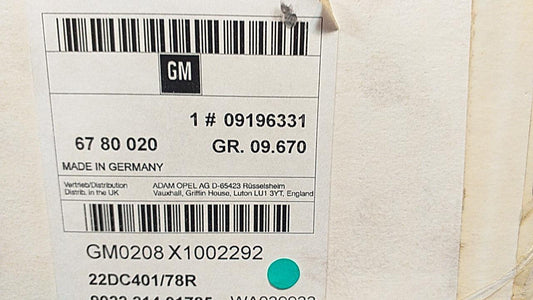 GM
1 # 09196331
67 80 020 GR. 09.670
MADE IN GERMANY
Vertrieb/Distribution ADAM OPEL AG D-65423 Rüsselsheim
Distrib. in the UK Vauxhall, Griffin House, Luton LU1 3YT, England
GM0208 X1002292
22DC401/78R